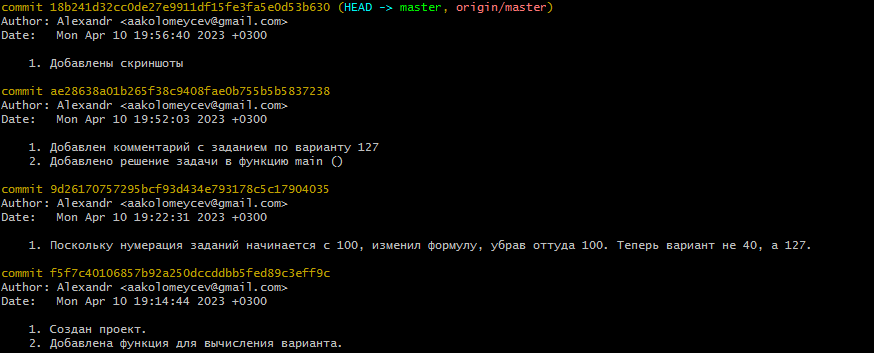 commit 18b241d32cc0de27e9911df15fe3fa5e0d53b630 (HEAD -> master, origin/master)
Author: Alexandr <aakolomeycev@gmail.com>
Date:   Mon Apr 10 19:56:40 2023 +0300
1. Добавлены скриншоты
commit ae28638a01b265f38c9408fae0b755b5b5837238
Author: Alexandr <aakolomeycev@gmail.com>
Date:   Mon Apr 10 19:52:03 2023 +0300
1. Добавлен комментарий с заданием по варианту 127
2. Добавлено решение задачи в функцию main ()
commit 9d26170757295bcf93d434e793178c5c17904035
Author: Alexandr <aakolomeycev@gmail.com>
Date:   Mon Apr 10 19:22:31 2023 +0300
1. Поскольку нумерация заданий начинается с 100, изменил формулу, убрав оттуда 100. Теперь вариант не 40, а 127.
commit f5f7c40106857b92a250dccddbb5fed89c3eff9c
Author: Alexandr <aakolomeycev@gmail.com>
Date:   Mon Apr 10 19:14:44 2023 +0300
1. Создан проект.
2. Добавлена функция для вычисления варианта.